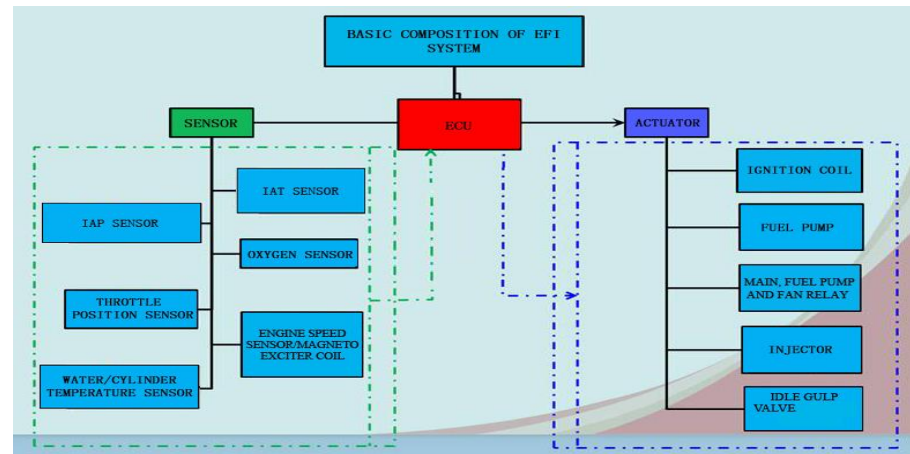 BASIC COMPOSITION OF EFI
SYSTEM
SENSOR
ECU
ACTUATOR
IAT SENSOR
IAP SENSOR
OXYGEN SENSOR
THROTTLE
POSITION SENSOR
ENGINE SPEED
SENSOR/MAGNETO
EXCITER COIL
WATER/CYLINDER
TEMPERATURE SENSOR
IGNITION COIL
FUEL PUMP
MAIN, FUEL PUMP
AND FAN RELAY
INJECTOR
IDLE GULP
VALVE